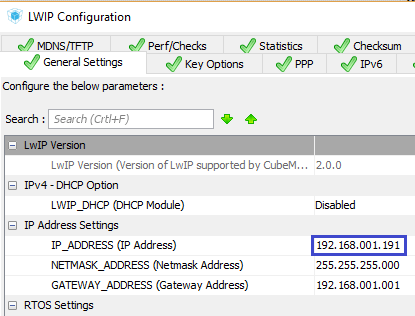 LWIP Configuration
MDNS/TFTP Perf/Checks Statistics Checksum
General Settings Key Options PPP IPv6
Configure the below parameters :
Search : Search (Crtl+F)
LwIP Version
LwIP Version (Version of LwIP supported by CubeM... 2.0.0
IPv4 - DHCP Option
LWIP_DHCP (DHCP Module) Disabled
IP Address Settings
IP_ADDRESS (IP Address) 192.168.001.191
NETMASK_ADDRESS (Netmask Address) 255.255.255.000
GATEWAY_ADDRESS (Gateway Address) 192.168.001.001
RTOS Settings